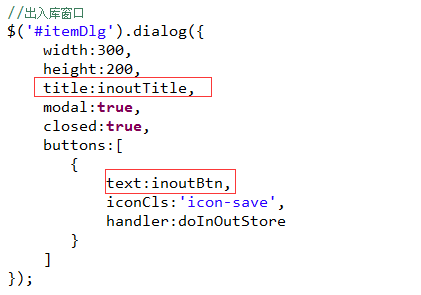 //出入库窗口
$('#itemDlg').dialog({
    width:300,
    height:200,
    title:inoutTitle,
    modal:true,
    closed:true,
    buttons:[
       {
           text:inoutBtn,
           iconCls:'icon-save',
           handler:doInOutStore
       }
    ]
});